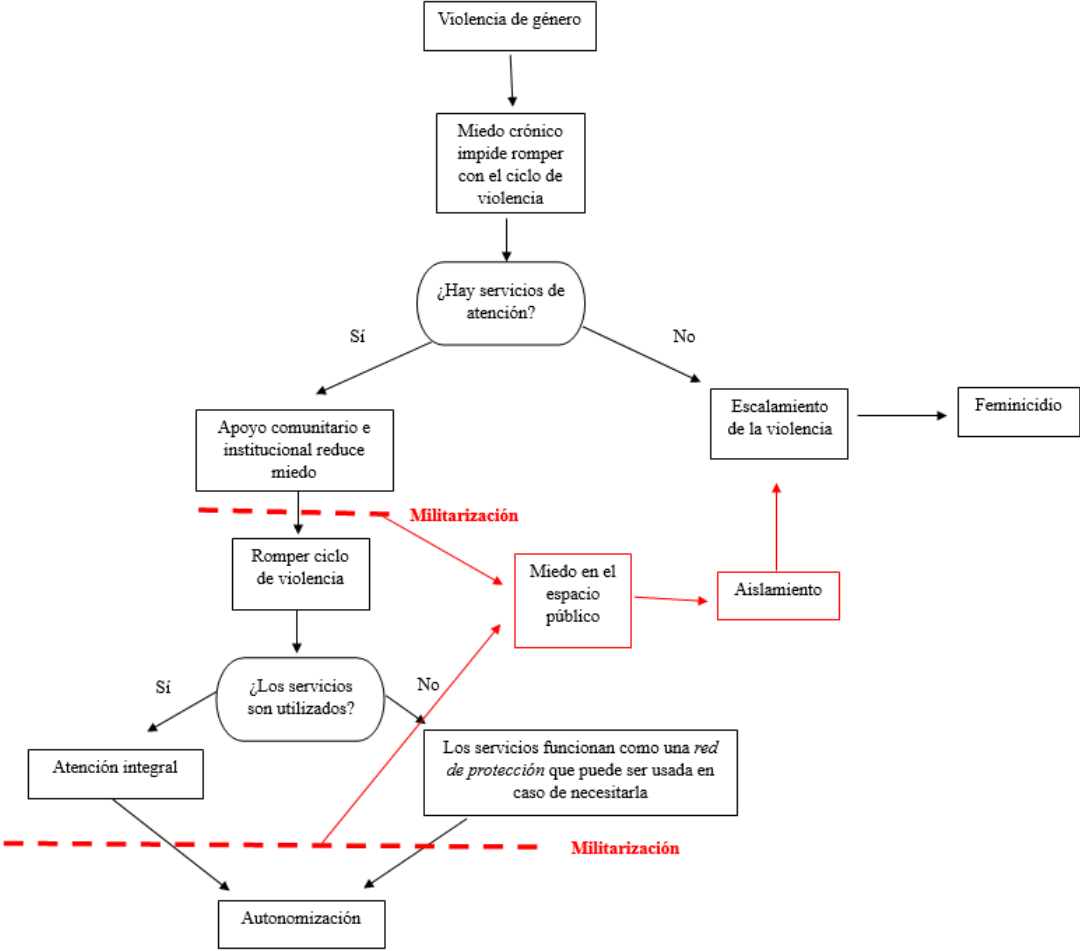 Violencia de género
Miedo crónico
impide romper
con el ciclo de
violencia
¿Hay servicios de
atención?
Sí
No
Escalamiento
de la violencia
Feminicidio
Apoyo comunitario e
institucional reduce
miedo
Militarización
Romper ciclo
de violencia
Miedo en el
espacio
público
Aislamiento
Sí
¿Los servicios
son utilizados?
No
Atención integral
Los servicios funcionan como una red
de protección que puede ser usada en
caso de necesitarla
Militarización
Autonomización